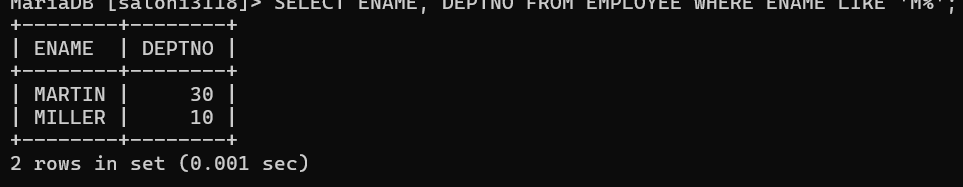 MariaDB [saloni3118]> SELECT ENAME, DEPTNO FROM EMPLOYEE WHERE ENAME LIKE 'M%';
+--------+--------+
| ENAME  | DEPTNO |
+--------+--------+
| MARTIN |     30 |
| MILLER |     10 |
+--------+--------+
2 rows in set (0.001 sec)